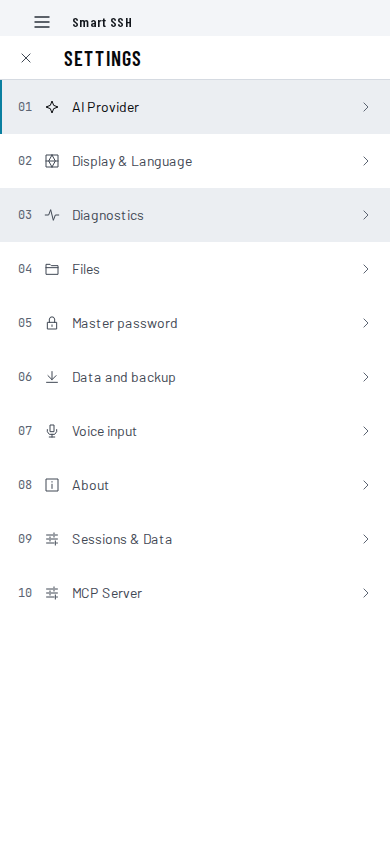 Smart SSH
SETTINGS
01 AI Provider
02 Display & Language
03 Diagnostics
04 Files
05 Master password
06 Data and backup
07 Voice input
08 About
09 Sessions & Data
10 MCP Server